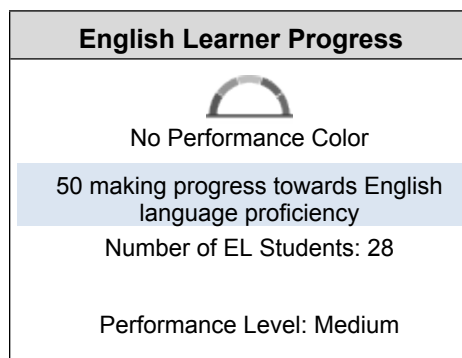 English Learner Progress
No Performance Color
50 making progress towards English
language proficiency
Number of EL Students: 28
Performance Level: Medium